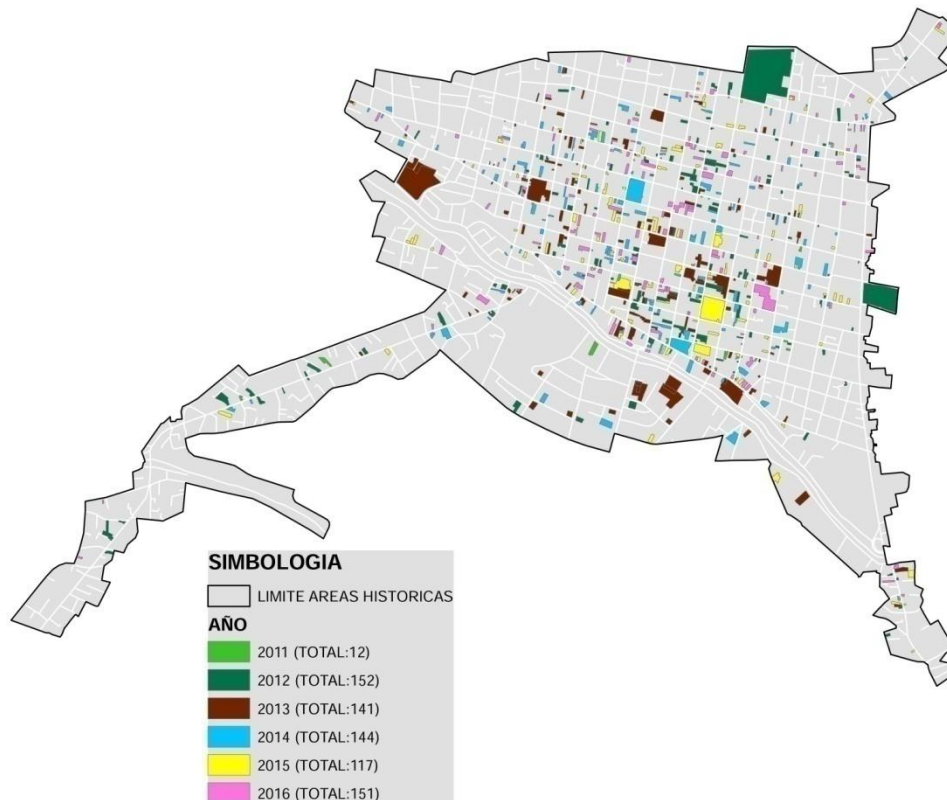 SIMBOLOGIA
LIMITE AREAS HISTORICAS
AÑO
2011 (TOTAL:12)
2012 (TOTAL:152)
2013 (TOTAL:141)
2014 (TOTAL:144)
2015 (TOTAL:117)
2016 (TOTAL:151)